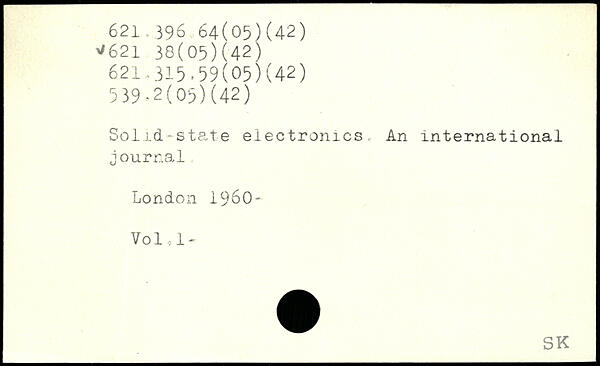 621.396.64(05)(42)
✓621.38(05)(42)
621.315.59(05)(42)
539.2(05)(42)
Solid-state electronics. An international
journal.
London 1960-
Vol.1-
SK